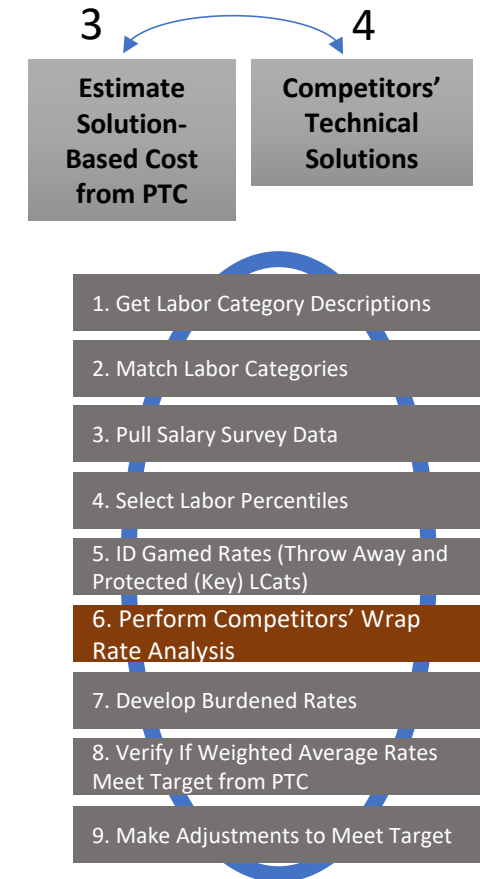 3
4
Estimate
Solution-
Based Cost
from PTC
Competitors’
Technical
Solutions
1. Get Labor Category Descriptions
2. Match Labor Categories
3. Pull Salary Survey Data
4. Select Labor Percentiles
5. ID Gamed Rates (Throw Away and
Protected (Key) LCats)
6. Perform Competitors’ Wrap
Rate Analysis
7. Develop Burdened Rates
8. Verify If Weighted Average Rates
Meet Target from PTC
9. Make Adjustments to Meet Target